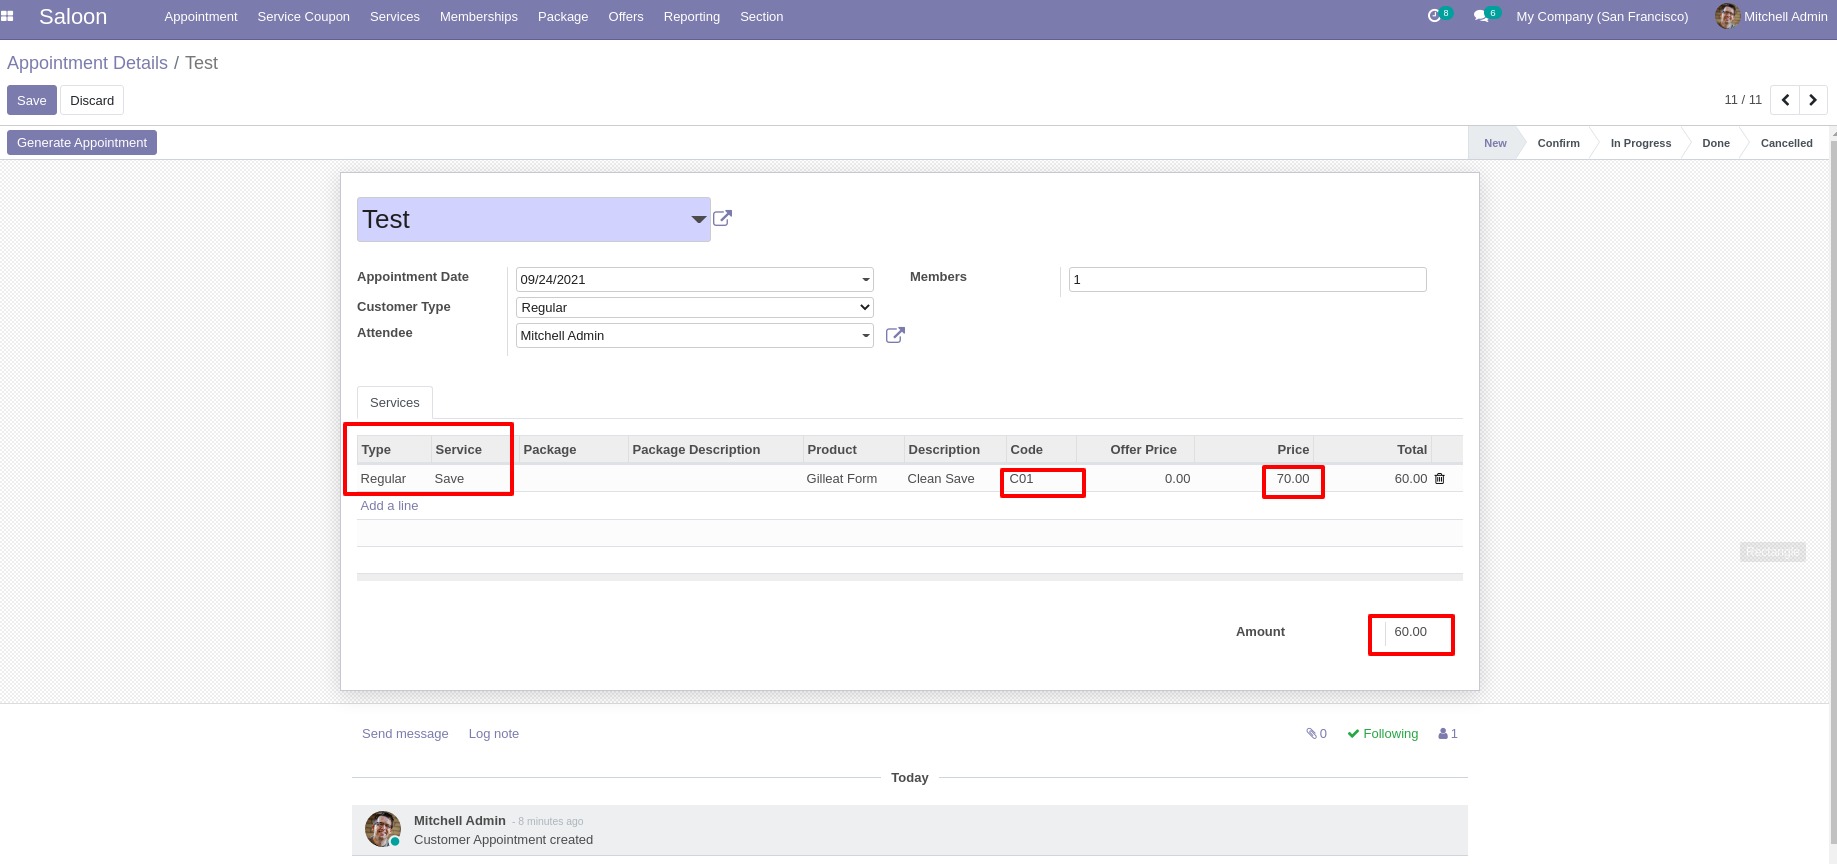 Saloon Appointment Service Coupon Services Memberships Package Offers Reporting Section 8 6 My Company (San Francisco) Mitchell Admin
Appointment Details / Test
Save Discard 11 / 11
Generate Appointment New Confirm In Progress Done Cancelled
Test
Appointment Date 09/24/2021 Members 1
Customer Type Regular
Attendee Mitchell Admin
Services
Type Service Package Package Description Product Description Code Offer Price Price Total
Regular Save Gilleat Form Clean Save C01 0.00 70.00 60.00
Add a line
Rectangle
Amount 60.00
Send message Log note 0 Following 1
Today
Mitchell Admin - 8 minutes ago
Customer Appointment created